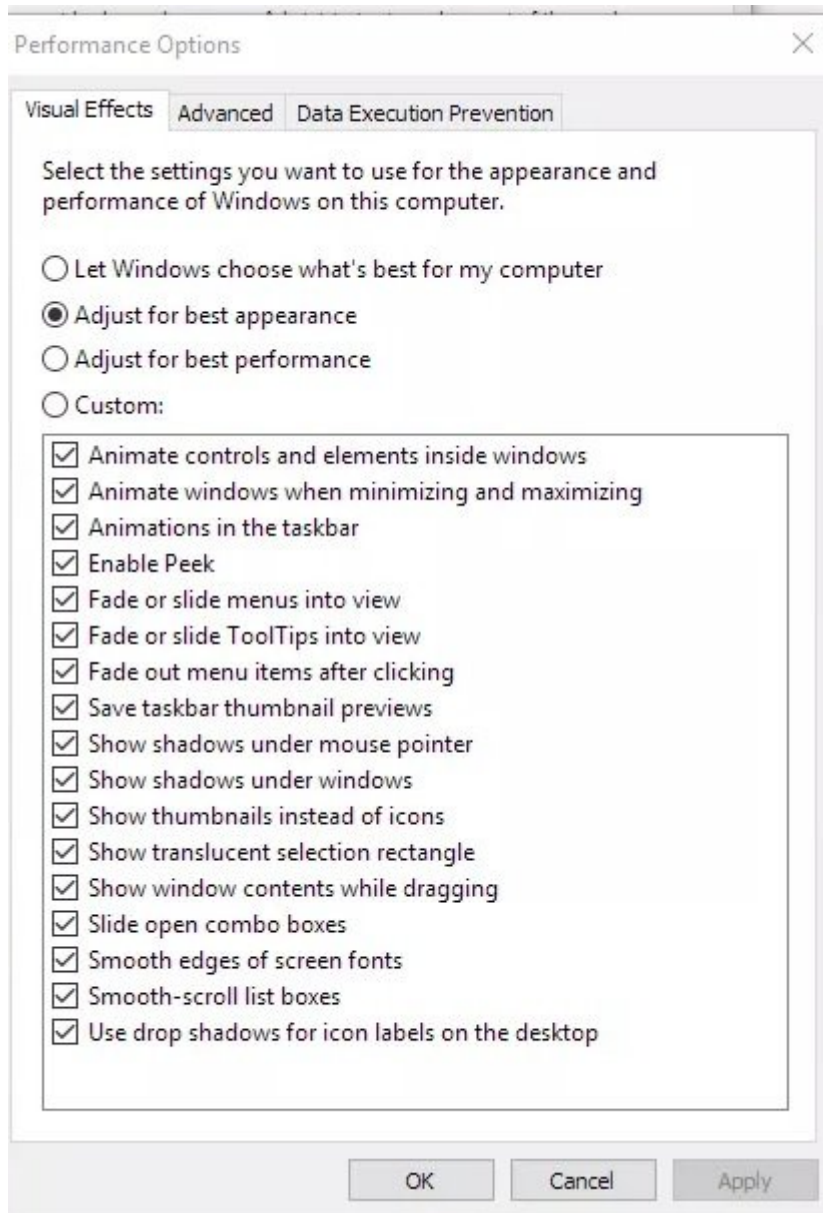 Performance Options
Visual Effects Advanced Data Execution Prevention
Select the settings you want to use for the appearance and
performance of Windows on this computer.
Let Windows choose what's best for my computer
Adjust for best appearance
Adjust for best performance
Custom:
Animate controls and elements inside windows
Animate windows when minimizing and maximizing
Animations in the taskbar
Enable Peek
Fade or slide menus into view
Fade or slide ToolTips into view
Fade out menu items after clicking
Save taskbar thumbnail previews
Show shadows under mouse pointer
Show shadows under windows
Show thumbnails instead of icons
Show translucent selection rectangle
Show window contents while dragging
Slide open combo boxes
Smooth edges of screen fonts
Smooth-scroll list boxes
Use drop shadows for icon labels on the desktop
OK Cancel Apply